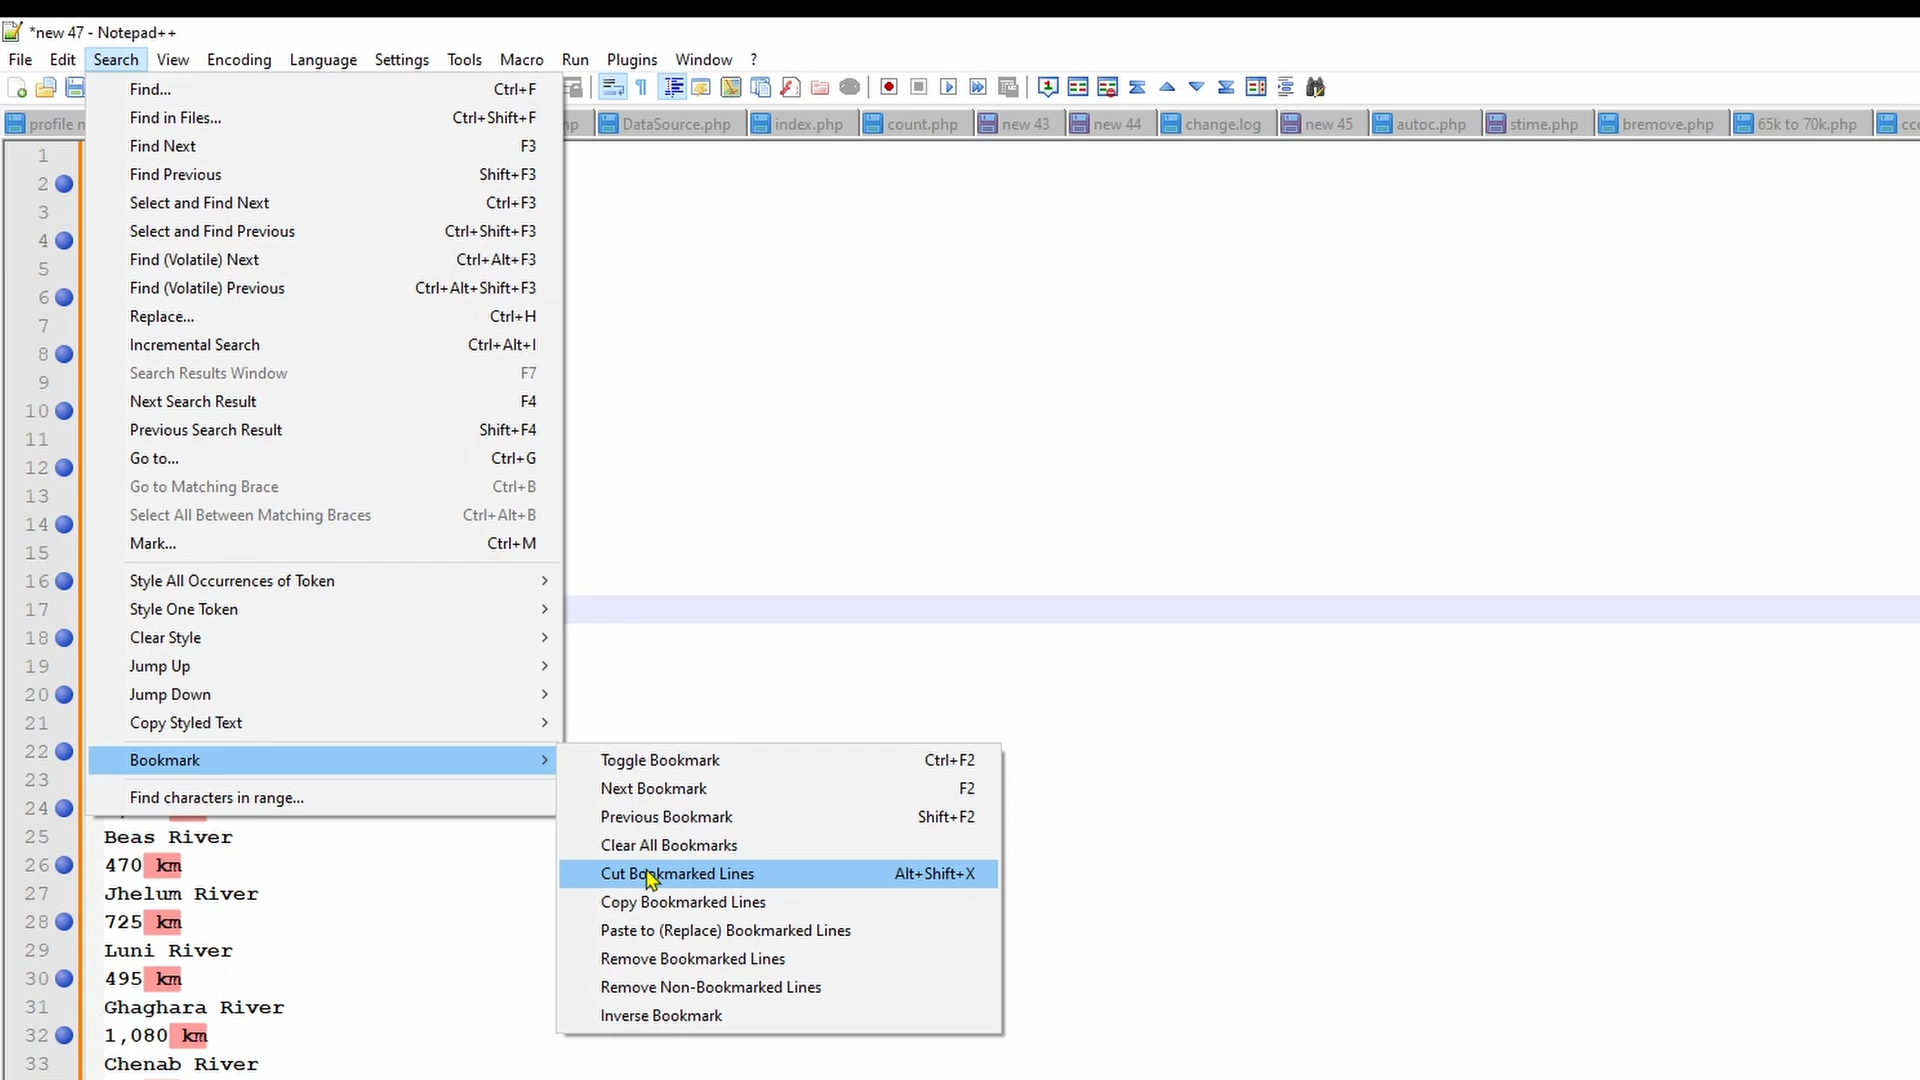 *new 47 - Notepad++
File Edit Search View Encoding Language Settings Tools Macro Run Plugins Window ?
profile DataSource.php index.php count.php new 43 new 44 change.log new 45 autoc.php stime.php bremove.php 65k to 70k.php
Find... Ctrl+F
Find in Files... Ctrl+Shift+F
Find Next F3
Find Previous Shift+F3
Select and Find Next Ctrl+F3
Select and Find Previous Ctrl+Shift+F3
Find (Volatile) Next Ctrl+Alt+F3
Find (Volatile) Previous Ctrl+Alt+Shift+F3
Replace... Ctrl+H
Incremental Search Ctrl+Alt+I
Search Results Window F7
Next Search Result F4
Previous Search Result Shift+F4
Go to... Ctrl+G
Go to Matching Brace Ctrl+B
Select All Between Matching Braces Ctrl+Alt+B
Mark... Ctrl+M
Style All Occurrences of Token
Style One Token
Clear Style
Jump Up
Jump Down
Copy Styled Text
Bookmark
Find characters in range...
Toggle Bookmark Ctrl+F2
Next Bookmark F2
Previous Bookmark Shift+F2
Clear All Bookmarks
Cut Bookmarked Lines Alt+Shift+X
Copy Bookmarked Lines
Paste to (Replace) Bookmarked Lines
Remove Bookmarked Lines
Remove Non-Bookmarked Lines
Inverse Bookmark
1
2
3
4
5
6
7
8
9
10
11
12
13
14
15
16
17
18
19
20
21
22
23
24
25 Beas River
26 470 km
27 Jhelum River
28 725 km
29 Luni River
30 495 km
31 Ghaghara River
32 1,080 km
33 Chenab River